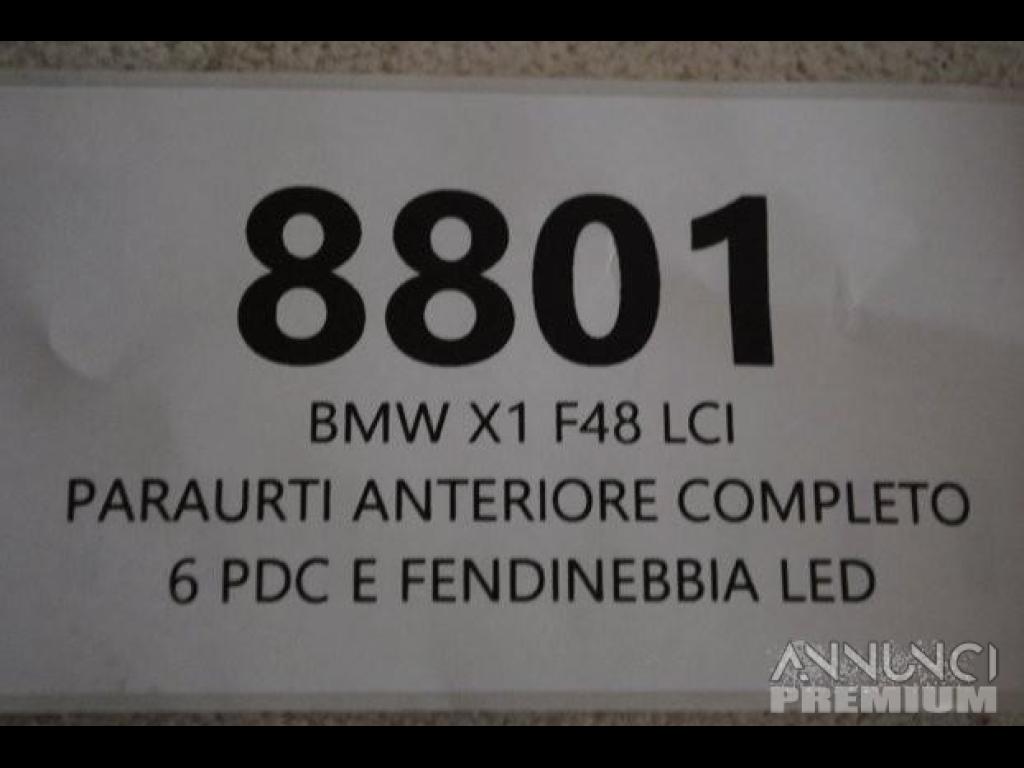 8801
BMW X1 F48 LCI
PARAURTI ANTERIORE COMPLETO
6 PDC E FENDINEBBIA LED
ANNUNCI
PREMIUM